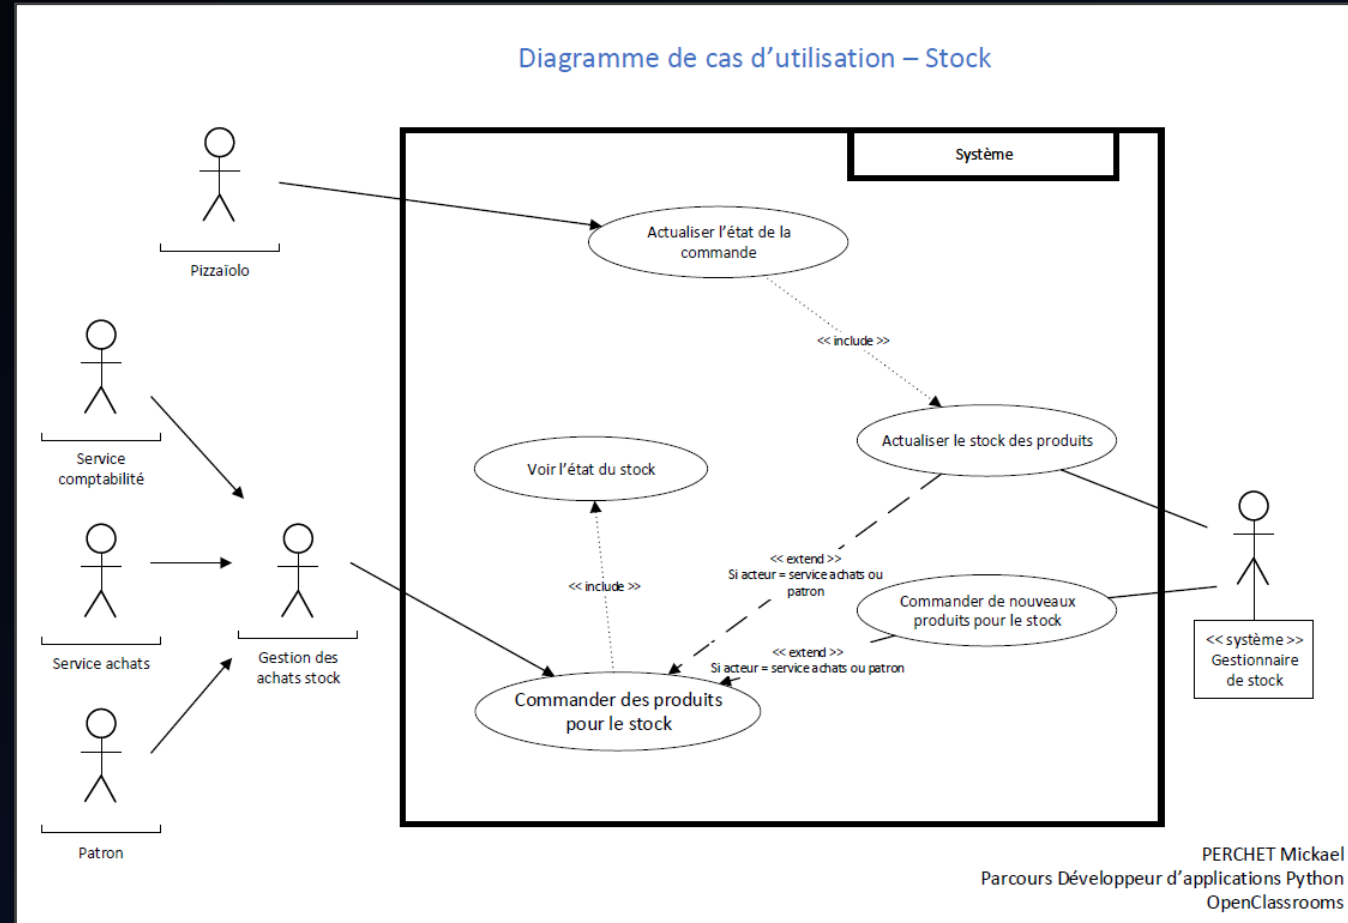 Diagramme de cas d'utilisation – Stock
Système
Pizzaïolo
Actualiser l'état de la
commande
<< include >>
Service
comptabilité
Actualiser le stock des produits
Voir l'état du stock
<< extend >>
Si acteur = service achats ou
patron
<< include >>
Commander de nouveaux
produits pour le stock
Service achats
Gestion des
achats stock
<< extend >>
Si acteur = service achats ou patron
<< système >>
Gestionnaire
de stock
Commander des produits
pour le stock
Patron
PERCHET Mickael
Parcours Développeur d'applications Python
OpenClassrooms